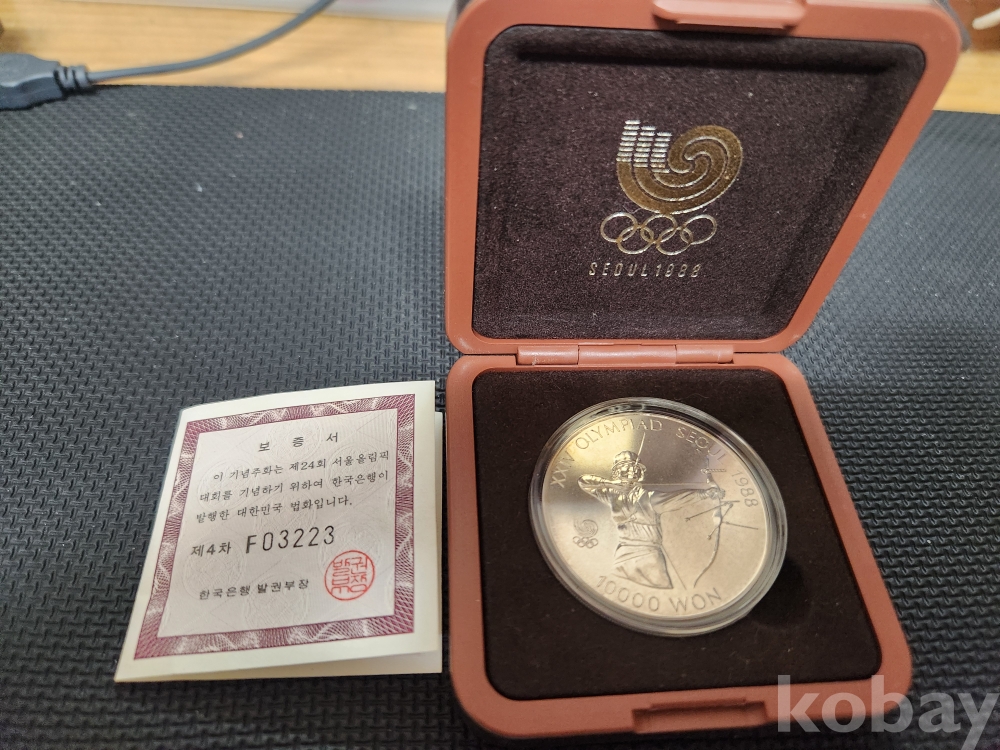 SEOUL 1988
XXIV OLYMPIAD SEOUL 1988
10000 WON
보증서
이 기념주화는 제24회 서울올림픽
대회를 기념하기 위하여 한국은행이
발행한 대한민국 법화입니다.
제4차 F03223
한국은행 발권부장
kobay